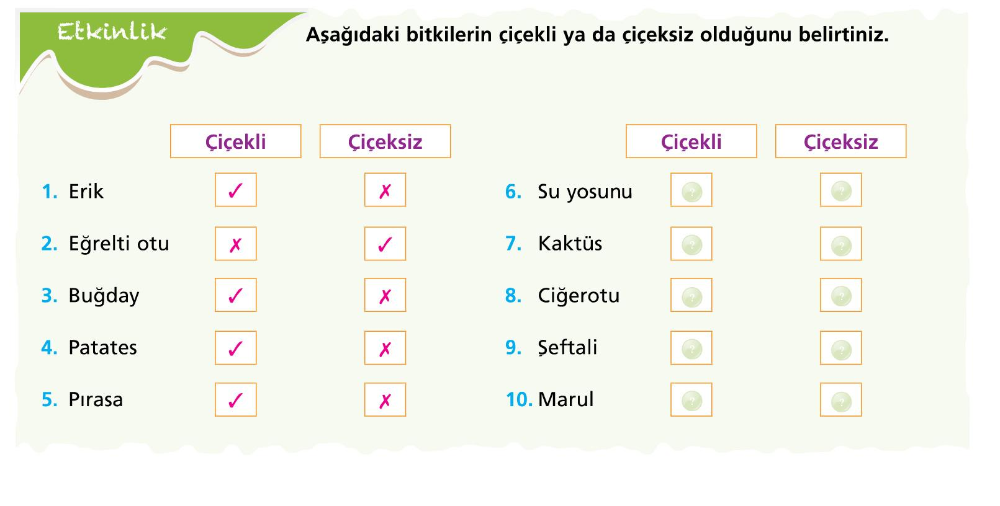 Etkinlik
Aşağıdaki bitkilerin çiçekli ya da çiçeksiz olduğunu belirtiniz.
Çiçekli Çiçeksiz
1. Erik ✓ ✗
2. Eğrelti otu ✗ ✓
3. Buğday ✓ ✗
4. Patates ✓ ✗
5. Pırasa ✓ ✗
Çiçekli Çiçeksiz
6. Su yosunu ? ?
7. Kaktüs ? ?
8. Ciğerotu ? ?
9. Şeftali ? ?
10. Marul ? ?